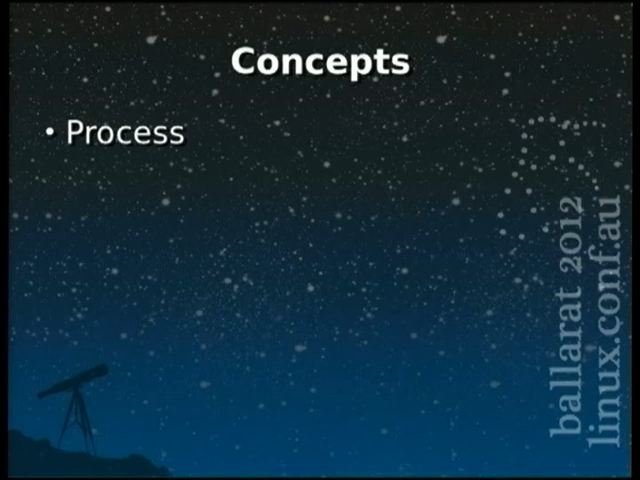 Concepts
• Process
ballarat 2012
linux.conf.au